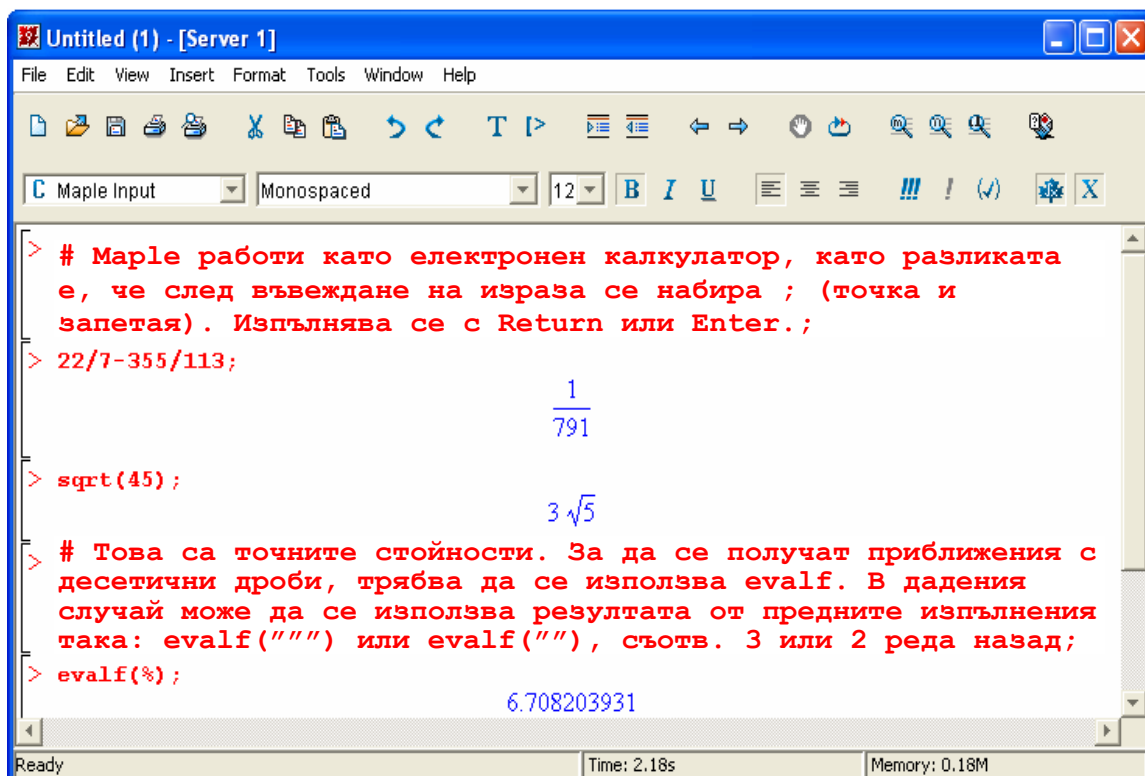 Untitled (1) - [Server 1]
File Edit View Insert Format Tools Window Help
C Maple Input Monospaced 12 B I U !!! ! (√) X
> # Maple работи като електронен калкулатор, като разликата
е, че след въвеждане на израза се набира ; (точка и
запетая). Изпълнява се с Return или Enter.;
> 22/7-355/113;
1
791
> sqrt(45);
3 √5
> # Това са точните стойности. За да се получат приближения с
десетични дроби, трябва да се използва evalf. В дадения
случай може да се използва резултата от предните изпълнения
така: evalf(”””) или evalf(””), съотв. 3 или 2 реда назад;
> evalf(%);
6.708203931
Ready Time: 2.18s Memory: 0.18M